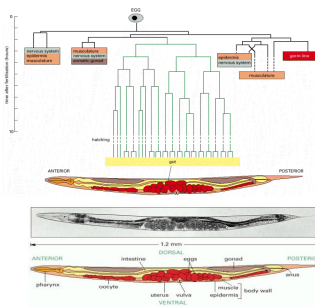 EGG
0
time after fertilization (hours)
10
nervous system
epidermis
musculature
musculature
nervous system
somatic gonad
epidermis
nervous system
musculature
germ line
hatching
gut
ANTERIOR
POSTERIOR
1.2 mm
DORSAL
ANTERIOR
POSTERI
intestine
eggs
gonad
pharynx
oocyte
uterus
vulva
muscle
epidermis
body wall
anus
VENTRAL